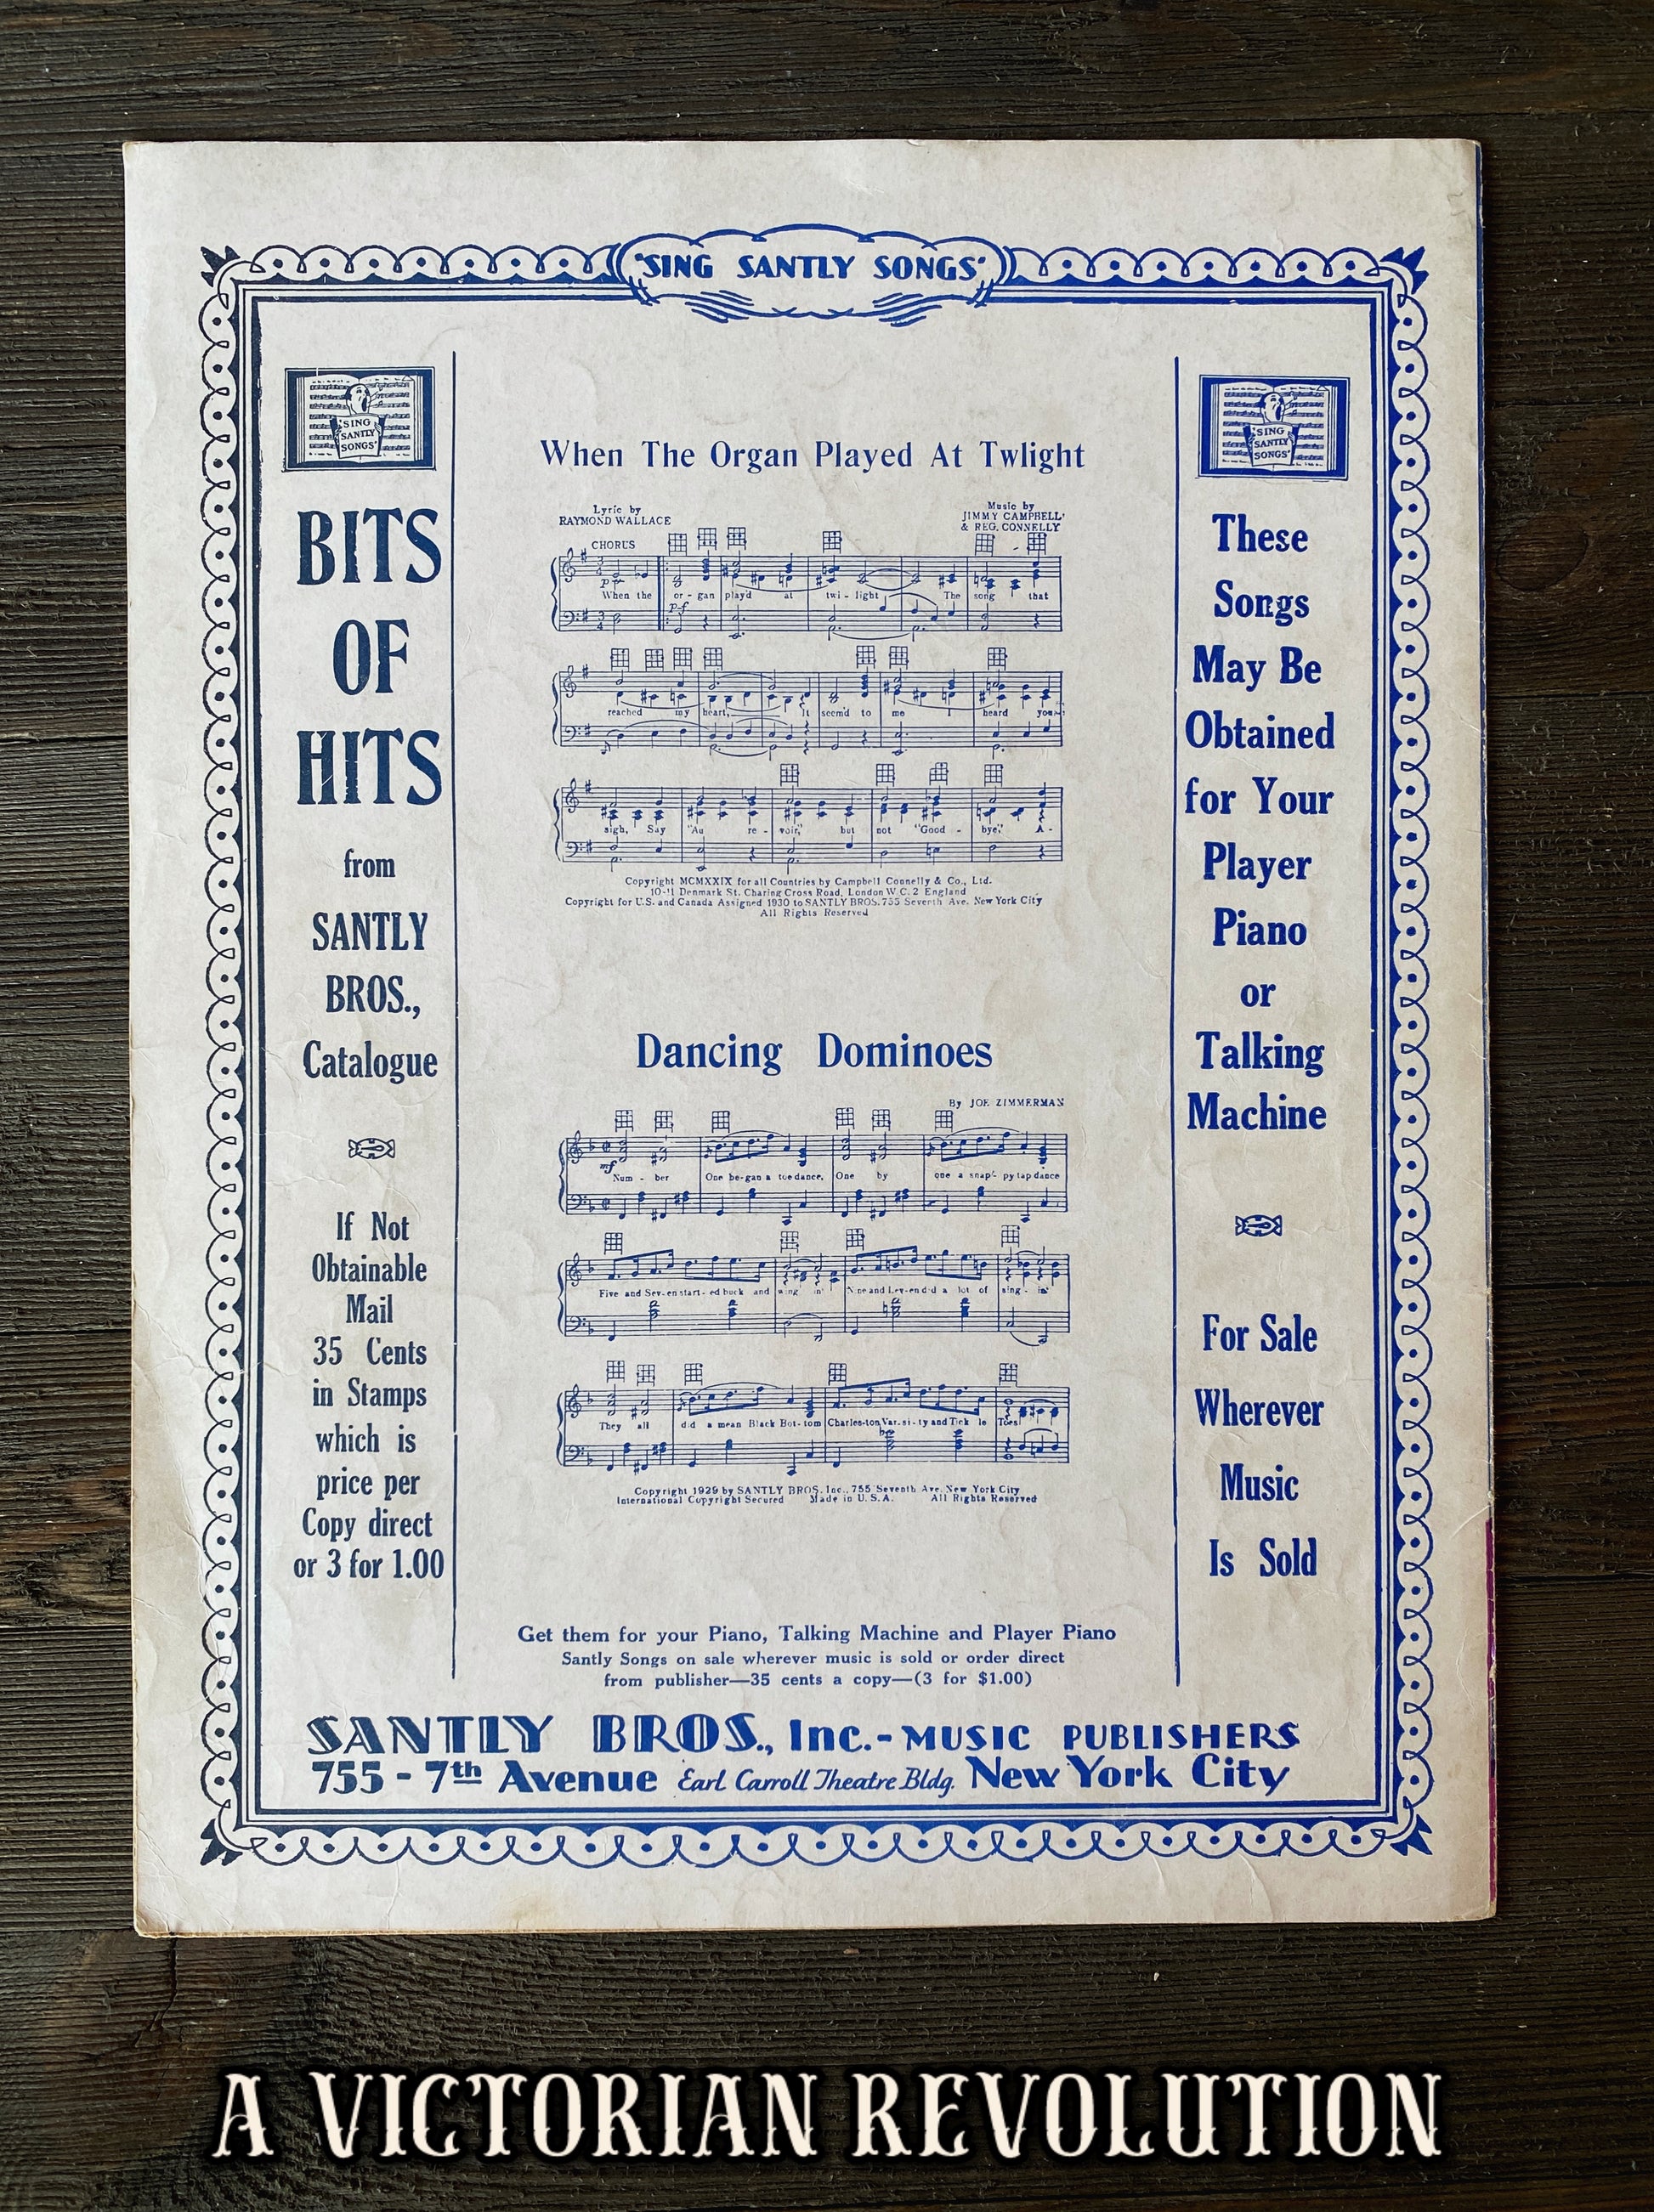 "SING SANTLY SONGS"
"SING
SANTLY
SONGS"
BITS
OF
HITS
from
SANTLY
BROS.,
Catalogue
If Not
Obtainable
Mail
35 Cents
in Stamps
which is
price per
Copy direct
or 3 for 1.00
When The Organ Played At Twlight
Lyric by
RAYMOND WALLACE
Music by
JIMMY CAMPBELL
& REG. CONNELLY
CHORUS
When the or - gan play'd at twi - light The song that
reached my heart, It seem'd to me I heard you
sigh, Say "Au re - voir," but not "Good - bye," A -
Copyright MCMXXIX for all Countries by Campbell Connelly & Co., Ltd.
10-11 Denmark St. Charing Cross Road, London W.C. 2 England
Copyright for U.S. and Canada Assigned 1930 to SANTLY BROS. 755 Seventh Ave. New York City
All Rights Reserved
Dancing Dominoes
By JOE ZIMMERMAN
mf
Num - ber One be-gan a toe dance, One by one a snap - py tap dance
Five and Sev-en start-ed buck and wing in' Nine and Lev-en did a lot of sing - in'
They all did a mean Black Bot-tom Charles-ton, Var-si-ty and Tick le Toes
Copyright 1929 by SANTLY BROS. Inc., 755 Seventh Ave. New York City
International Copyright Secured Made in U.S.A. All Rights Reserved
Get them for your Piano, Talking Machine and Player Piano
Santly Songs on sale wherever music is sold or order direct
from publisher—35 cents a copy—(3 for $1.00)
"SING
SANTLY
SONGS"
These
Songs
May Be
Obtained
for Your
Player
Piano
or
Talking
Machine
For Sale
Wherever
Music
Is Sold
SANTLY BROS., Inc.-MUSIC PUBLISHERS
755 - 7th Avenue Earl Carroll Theatre Bldg. New York City
A VICTORIAN REVOLUTION